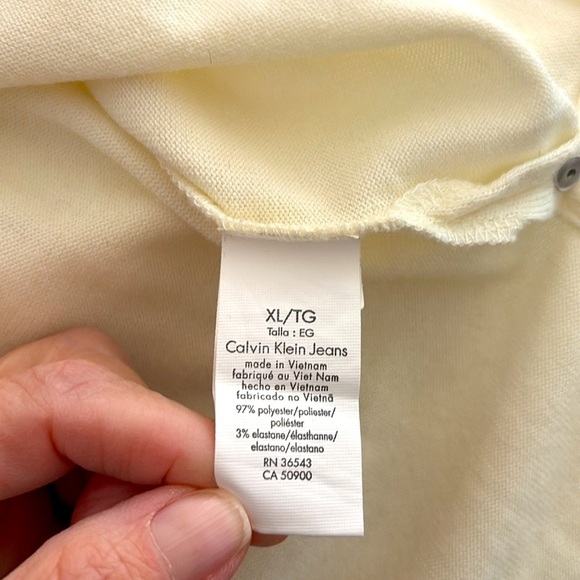 XL/TG
Talla : EG
Calvin Klein Jeans
made in Vietnam
fabriqué au Viet Nam
hecho en Vietnam
fabricado no Vietnã
97% polyester/poliester/
poliéster
3% elastane/élasthanne/
elastano/elastano
RN 36543
CA 50900